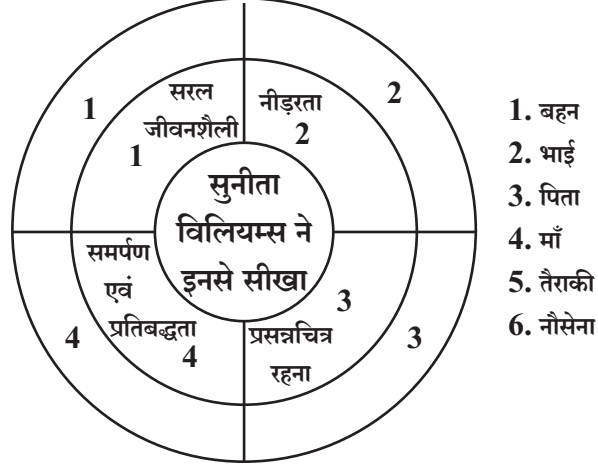 1
सरल
जीवनशैली
1
नीड़रता
2
2
सुनीता
विलियम्स ने
इनसे सीखा
समर्पण
एवं
प्रतिबद्धता
4
4
3
प्रसन्नचित्र
रहना
3
1. बहन
2. भाई
3. पिता
4. माँ
5. तैराकी
6. नौसेना